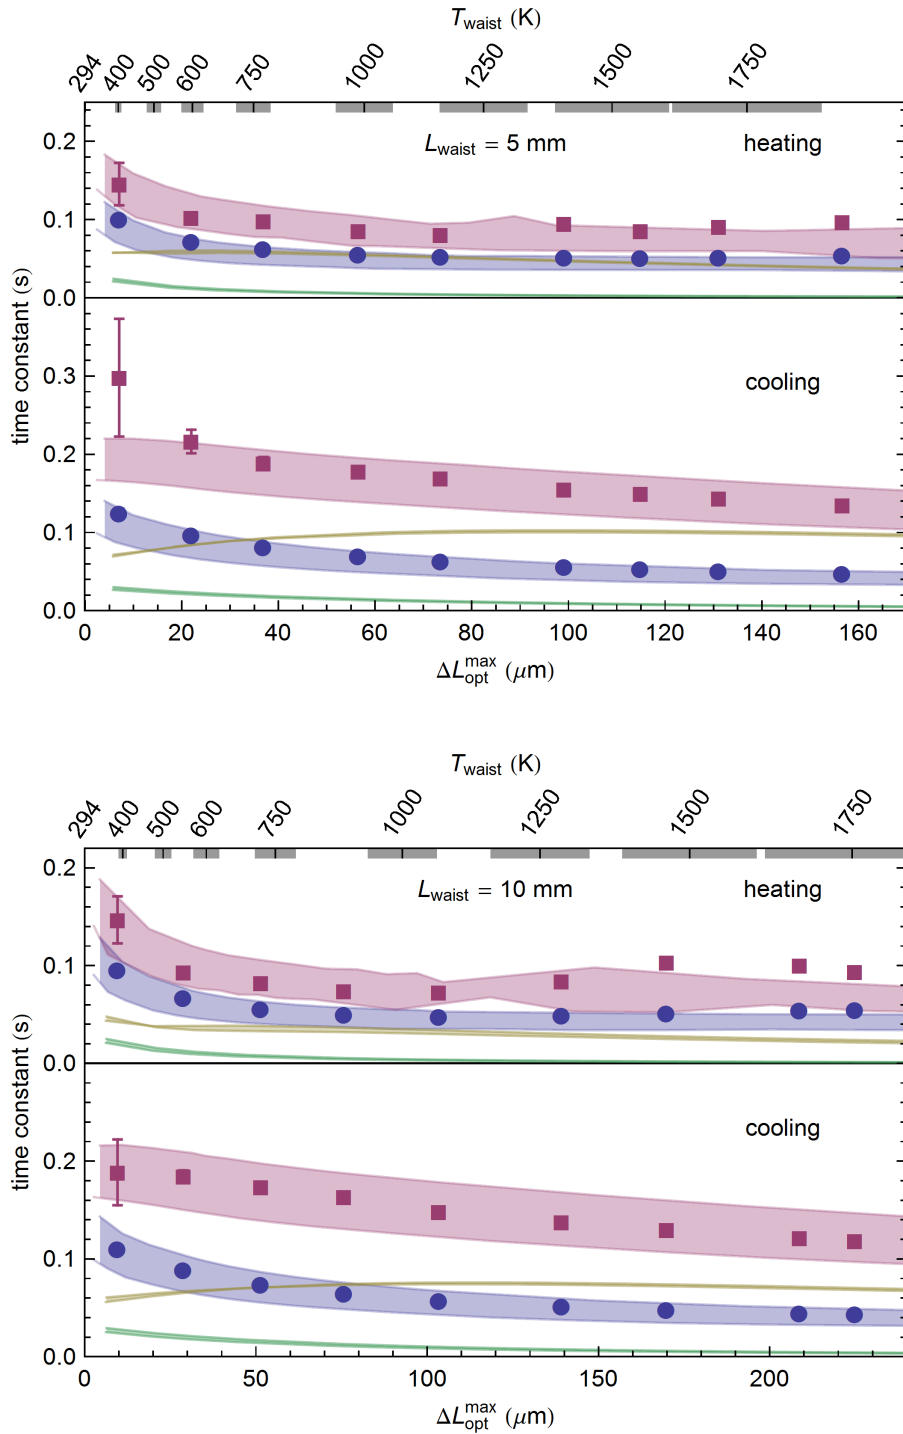 T_waist (K)
294 400 500 600 750 1000 1250 1500 1750
L_waist = 5 mm
heating
0.2
0.1
0.0
time constant (s)
cooling
0.3
0.2
0.1
0.0
0 20 40 60 80 100 120 140 160
ΔL_opt^max (μm)
T_waist (K)
294 400 500 600 750 1000 1250 1500 1750
L_waist = 10 mm
heating
0.2
0.1
0.0
time constant (s)
cooling
0.2
0.1
0.0
0 50 100 150 200
ΔL_opt^max (μm)